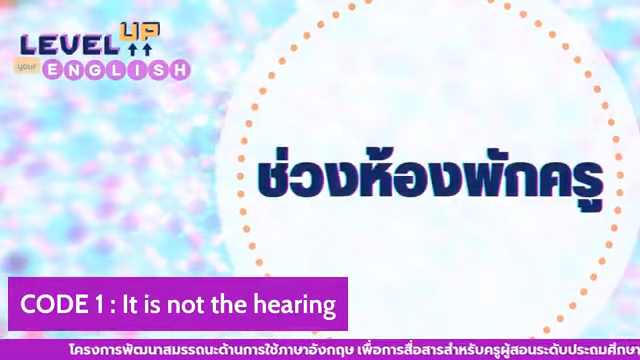 LEVEL UP
your ENGLISH
ช่วงห้องพักครู
CODE 1 : It is not the hearing
โครงการพัฒนาสมรรถนะด้านการใช้ภาษาอังกฤษ เพื่อการสื่อสารสำหรับครูผู้สอนระดับประถมศึกษา